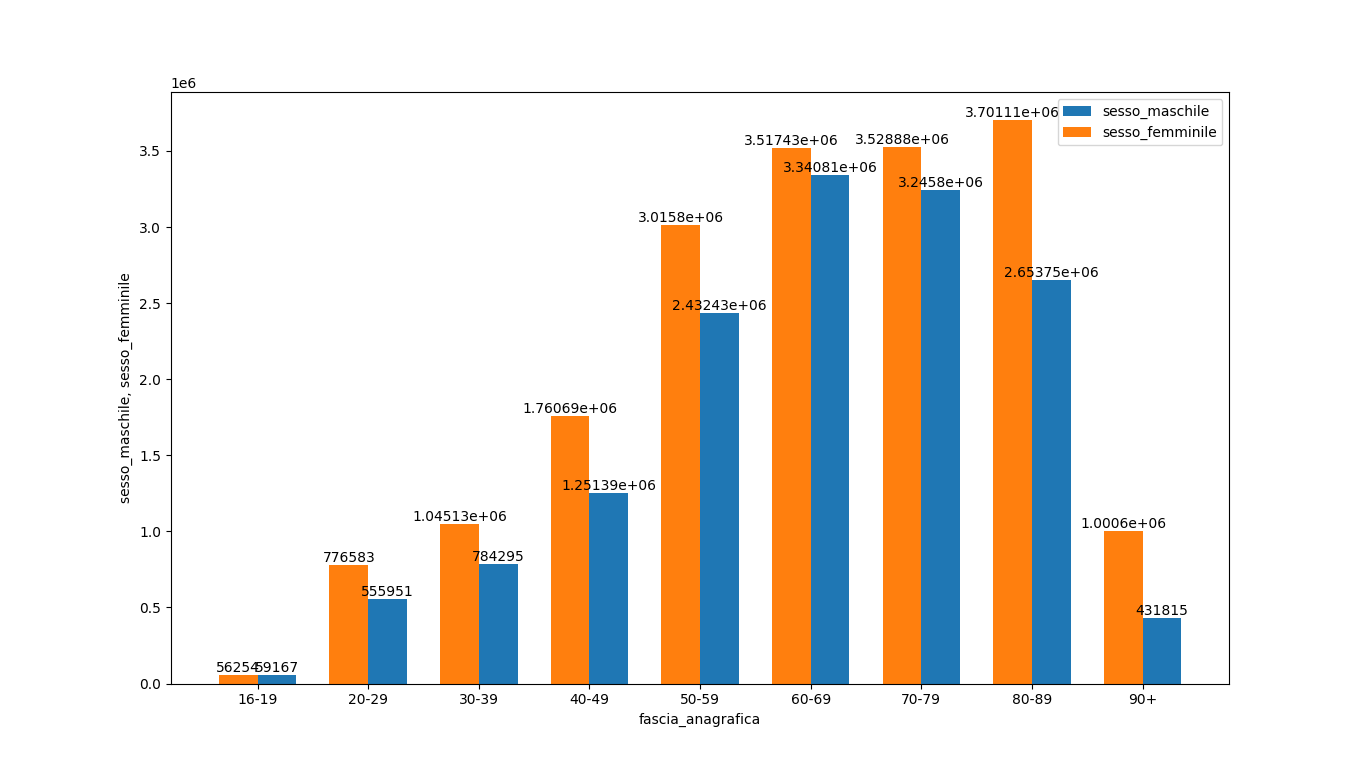 1e6
sesso_maschile
sesso_femminile
3.5
3.0
2.5
2.0
1.5
1.0
0.5
0.0
sesso_maschile, sesso_femminile
56254
59167
776583
555951
1.04513e+06
784295
1.76069e+06
1.25139e+06
3.0158e+06
2.43243e+06
3.51743e+06
3.34081e+06
3.52888e+06
3.2458e+06
3.70111e+06
2.65375e+06
1.0006e+06
431815
16-19
20-29
30-39
40-49
50-59
60-69
70-79
80-89
90+
fascia_anagrafica